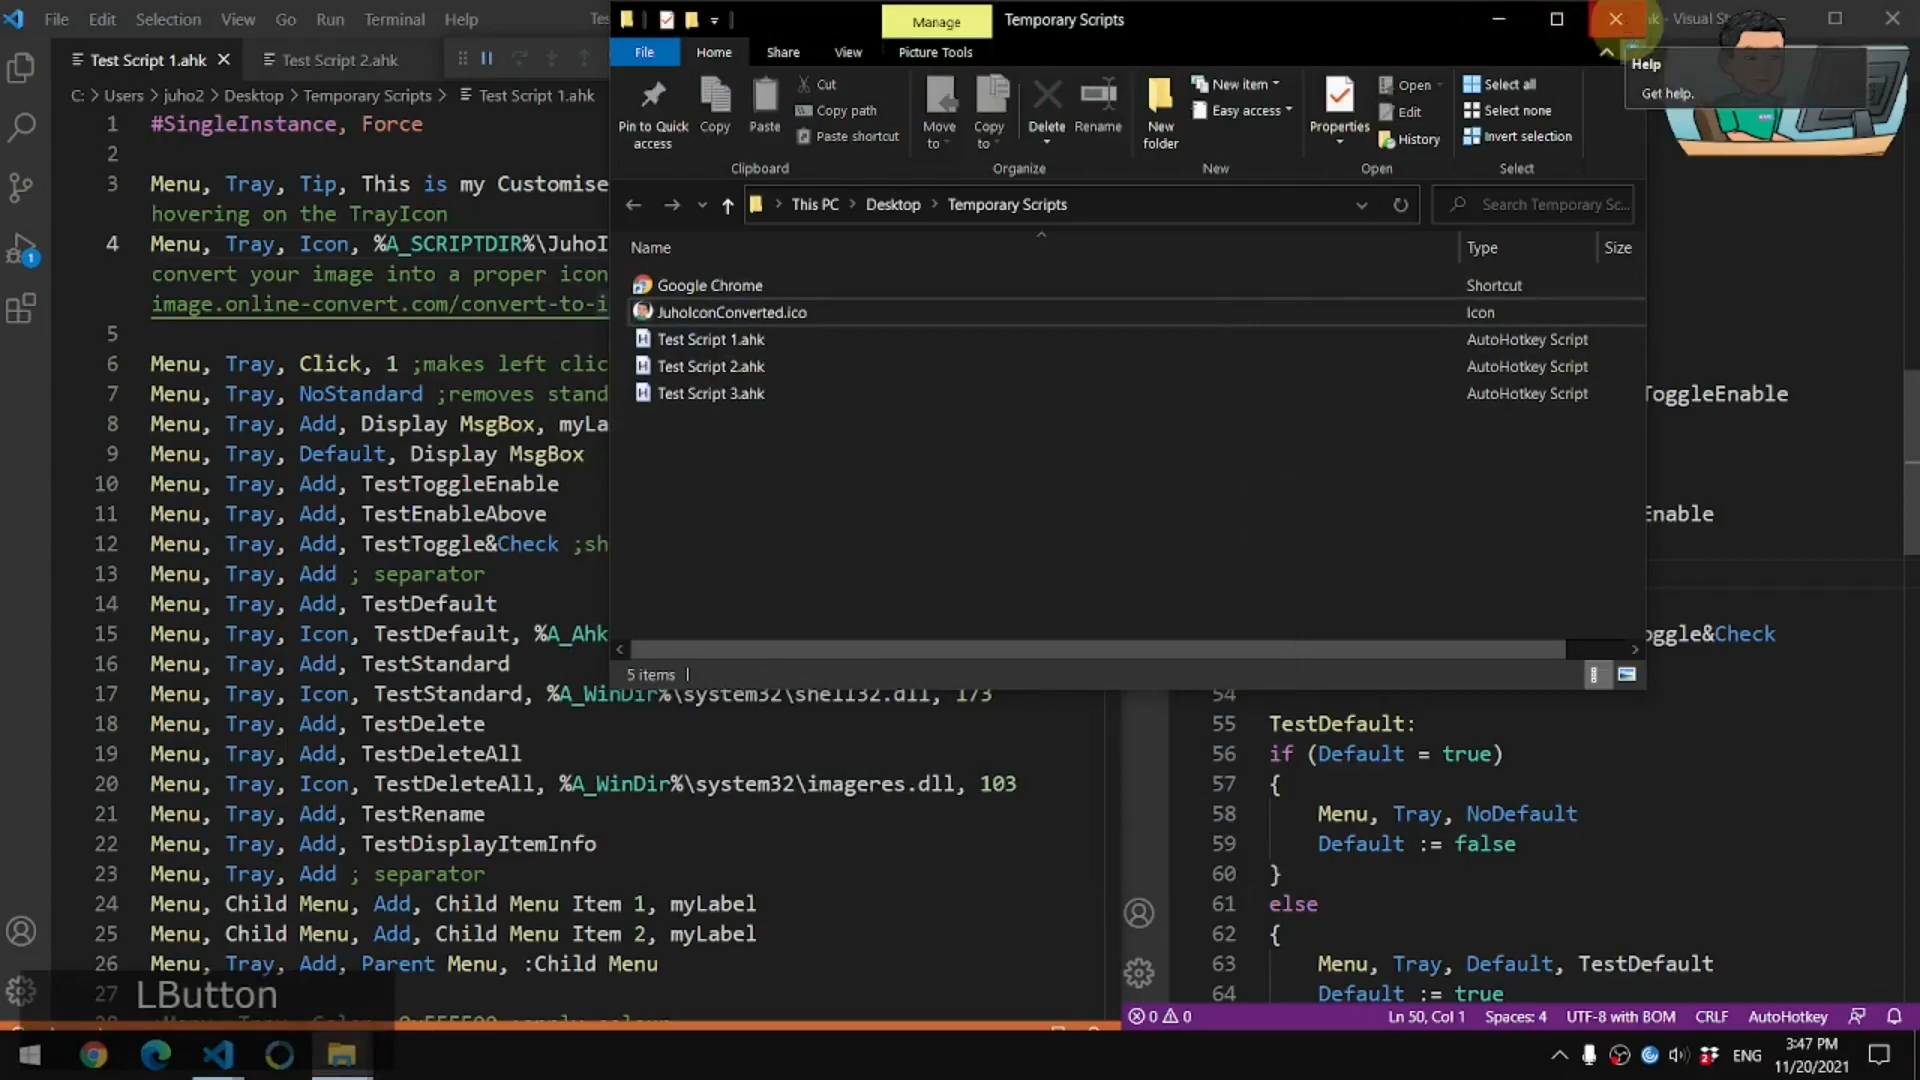 File Edit Selection View Go Run Terminal Help
Manage Temporary Scripts
Visual St
Test Script 1.ahk Test Script 2.ahk
File Home Share View Picture Tools
Help
Get help.
C: > Users > juho2 > Desktop > Temporary Scripts > Test Script 1.ahk
Pin to Quick access
Copy
Paste
Cut
Copy path
Paste shortcut
Clipboard
Move to
Copy to
Delete
Rename
Organize
New folder
New item
Easy access
New
Properties
Open
Edit
History
Open
Select all
Select none
Invert selection
Select
This PC > Desktop > Temporary Scripts
Search Temporary Sc...
Name Type Size
Google Chrome Shortcut
JuhoIconConverted.ico Icon
Test Script 1.ahk AutoHotkey Script
Test Script 2.ahk AutoHotkey Script
Test Script 3.ahk AutoHotkey Script
5 items
1 #SingleInstance, Force
2
3 Menu, Tray, Tip, This is my Customise
hovering on the TrayIcon
4 Menu, Tray, Icon, %A_SCRIPTDIR%\JuhoI
convert your image into a proper icon
image.online-convert.com/convert-to-i
5
6 Menu, Tray, Click, 1 ;makes left clic
7 Menu, Tray, NoStandard ;removes stand
8 Menu, Tray, Add, Display MsgBox, myLa
9 Menu, Tray, Default, Display MsgBox
10 Menu, Tray, Add, TestToggleEnable
11 Menu, Tray, Add, TestEnableAbove
12 Menu, Tray, Add, TestToggle&Check ;sh
13 Menu, Tray, Add ; separator
14 Menu, Tray, Add, TestDefault
15 Menu, Tray, Icon, TestDefault, %A_Ahk
16 Menu, Tray, Add, TestStandard
17 Menu, Tray, Icon, TestStandard, %A_WinDir%\system32\shell32.dll, 173
18 Menu, Tray, Add, TestDelete
19 Menu, Tray, Add, TestDeleteAll
20 Menu, Tray, Icon, TestDeleteAll, %A_WinDir%\system32\imageres.dll, 103
21 Menu, Tray, Add, TestRename
22 Menu, Tray, Add, TestDisplayItemInfo
23 Menu, Tray, Add ; separator
24 Menu, Child Menu, Add, Child Menu Item 1, myLabel
25 Menu, Child Menu, Add, Child Menu Item 2, myLabel
26 Menu, Tray, Add, Parent Menu, :Child Menu
27
LButton
oggleEnable
Enable
oggle&Check
54
55 TestDefault:
56 if (Default = true)
57 {
58 Menu, Tray, NoDefault
59 Default := false
60 }
61 else
62 {
63 Menu, Tray, Default, TestDefault
64 Default := true
0 0 Ln 50, Col 1 Spaces: 4 UTF-8 with BOM CRLF AutoHotkey
1
2 ENG 3:47 PM
11/20/2021